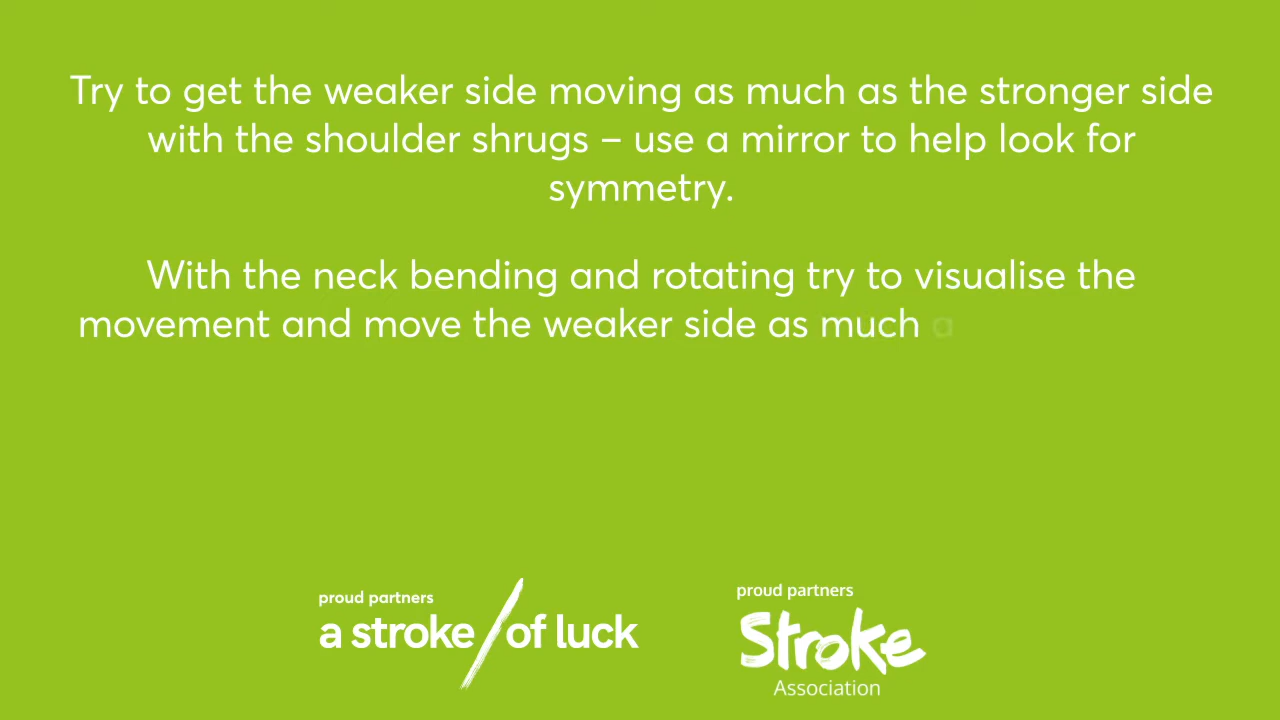 Try to get the weaker side moving as much as the stronger side
with the shoulder shrugs – use a mirror to help look for
symmetry.
With the neck bending and rotating try to visualise the
movement and move the weaker side as much a
proud partners
a stroke / of luck
proud partners
Stroke
Association